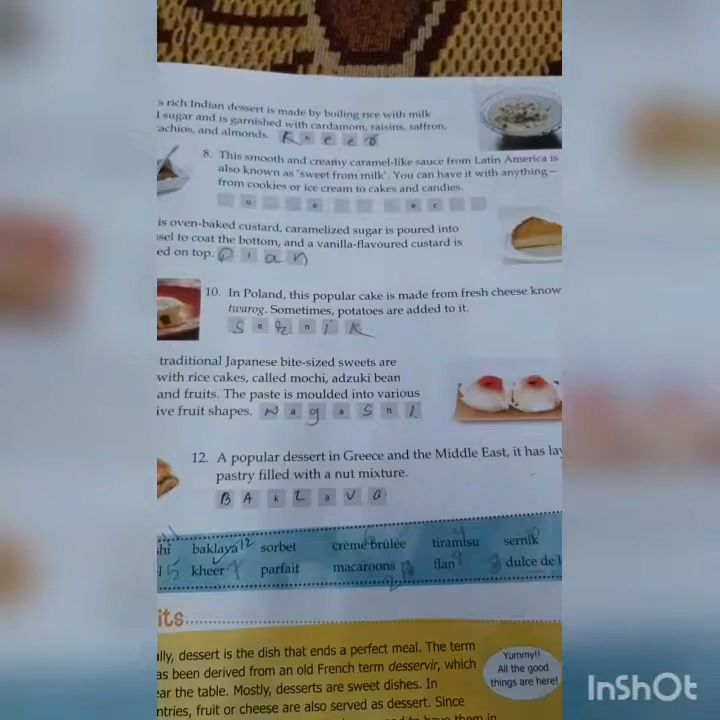 s rich Indian dessert is made by boiling rice with milk
sugar and is garnished with cardamom, raisins, saffron,
achios, and almonds. K h e e r
8. This smooth and creamy caramel-like sauce from Latin America is
also known as 'sweet from milk'. You can have it with anything—
from cookies or ice cream to cakes and candies.
u e e c
is oven-baked custard, caramelized sugar is poured into
sel to coat the bottom, and a vanilla-flavoured custard is
ed on top. l a n
10. In Poland, this popular cake is made from fresh cheese know
twarog. Sometimes, potatoes are added to it.
S e r n i K
traditional Japanese bite-sized sweets are
with rice cakes, called mochi, adzuki bean
and fruits. The paste is moulded into various
ive fruit shapes. W a g a S h i
12. A popular dessert in Greece and the Middle East, it has lay
pastry filled with a nut mixture.
B A k L a V a
hi baklava 12 sorbet crème brûlée tiramisu sernik
kheer parfait macaroons flan 9 8 dulce de l
its
lly, dessert is the dish that ends a perfect meal. The term
as been derived from an old French term desservir, which
ear the table. Mostly, desserts are sweet dishes. In
ntries, fruit or cheese are also served as dessert. Since
have them in
Yummy!!
All the good
things are here!
InShOt